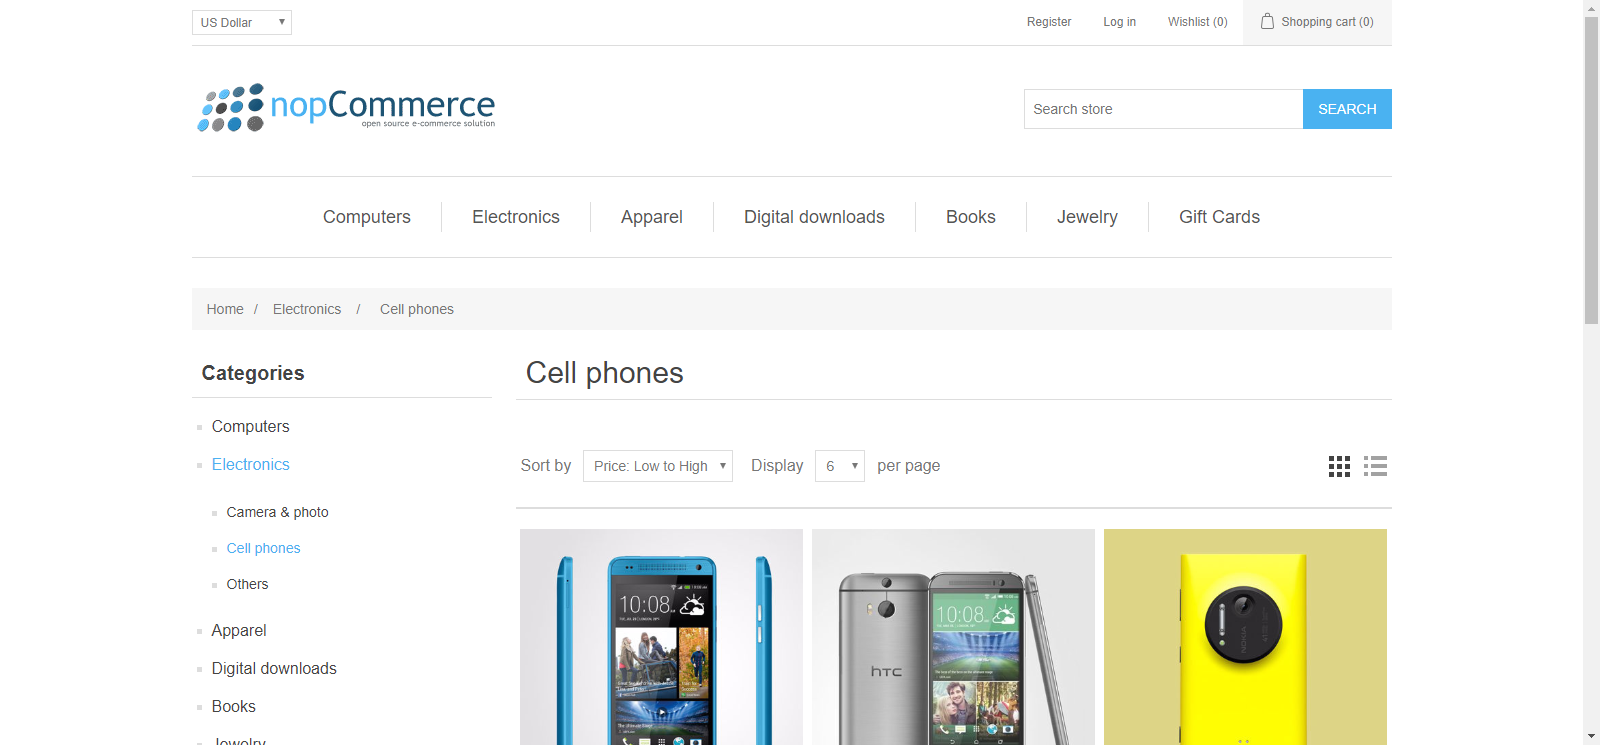 US Dollar
Register Log in Wishlist (0) Shopping cart (0)
nopCommerce
open source e-commerce solution
Search store SEARCH
Computers Electronics Apparel Digital downloads Books Jewelry Gift Cards
Home / Electronics / Cell phones
Categories
Computers
Electronics
Camera & photo
Cell phones
Others
Apparel
Digital downloads
Books
Jewelry
Cell phones
Sort by Price: Low to High Display 6 per page
10:08
10:08
hTC
NOKIA